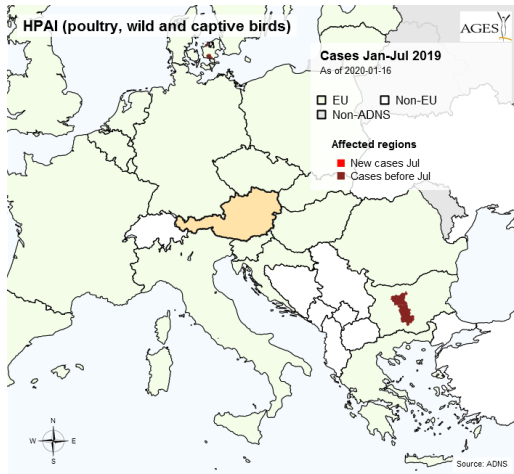 HPAI (poultry, wild and captive birds)
AGES
Cases Jan-Jul 2019
As of 2020-01-16
EU Non-EU
Non-ADNS
Affected regions
New cases Jul
Cases before Jul
N
W E
S
Source: ADNS